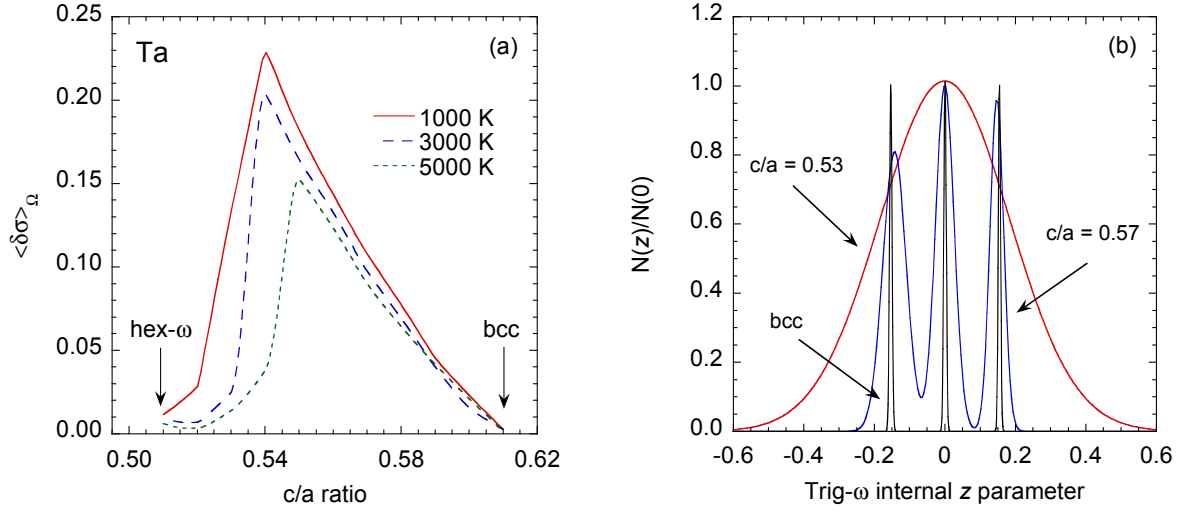 Ta
(a)
1000 K
3000 K
5000 K
hex-ω
bcc
<δσ>Ω
0.25
0.20
0.15
0.10
0.05
0.00
0.50 0.54 0.58 0.62
c/a ratio
(b)
c/a = 0.53
c/a = 0.57
bcc
N(z)/N(0)
1.2
1.0
0.8
0.6
0.4
0.2
0.0
-0.6 -0.4 -0.2 0 0.2 0.4 0.6
Trig-ω internal z parameter